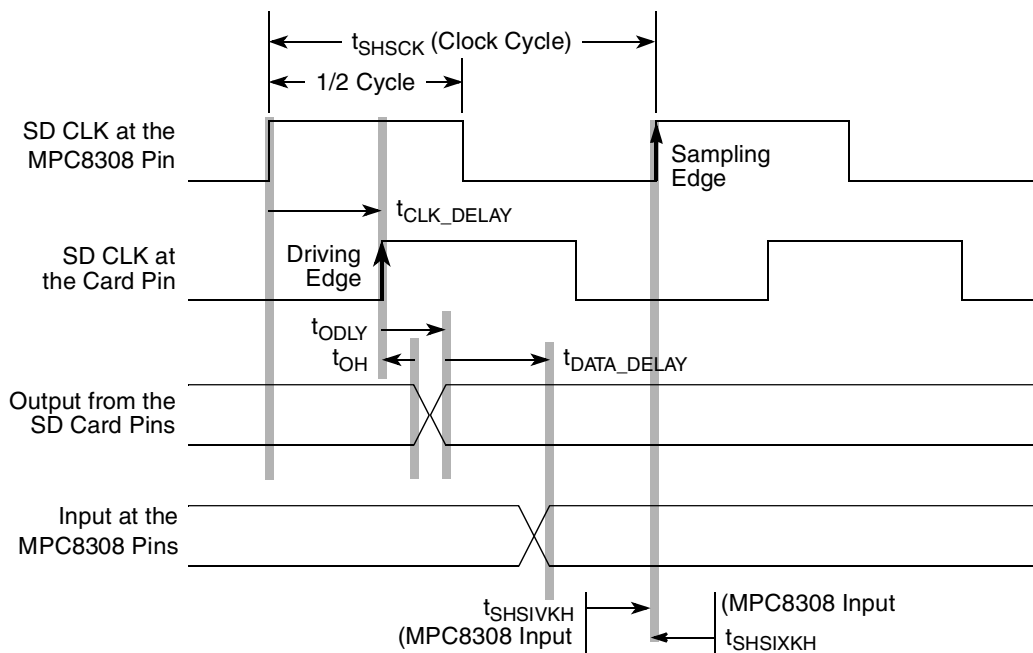 tSHSCK (Clock Cycle)
1/2 Cycle
SD CLK at the
MPC8308 Pin
Sampling
Edge
tCLK_DELAY
SD CLK at
the Card Pin
Driving
Edge
tODLY
tOH
tDATA_DELAY
Output from the
SD Card Pins
Input at the
MPC8308 Pins
tSHSIVKH
(MPC8308 Input
(MPC8308 Input
tSHSIXKH